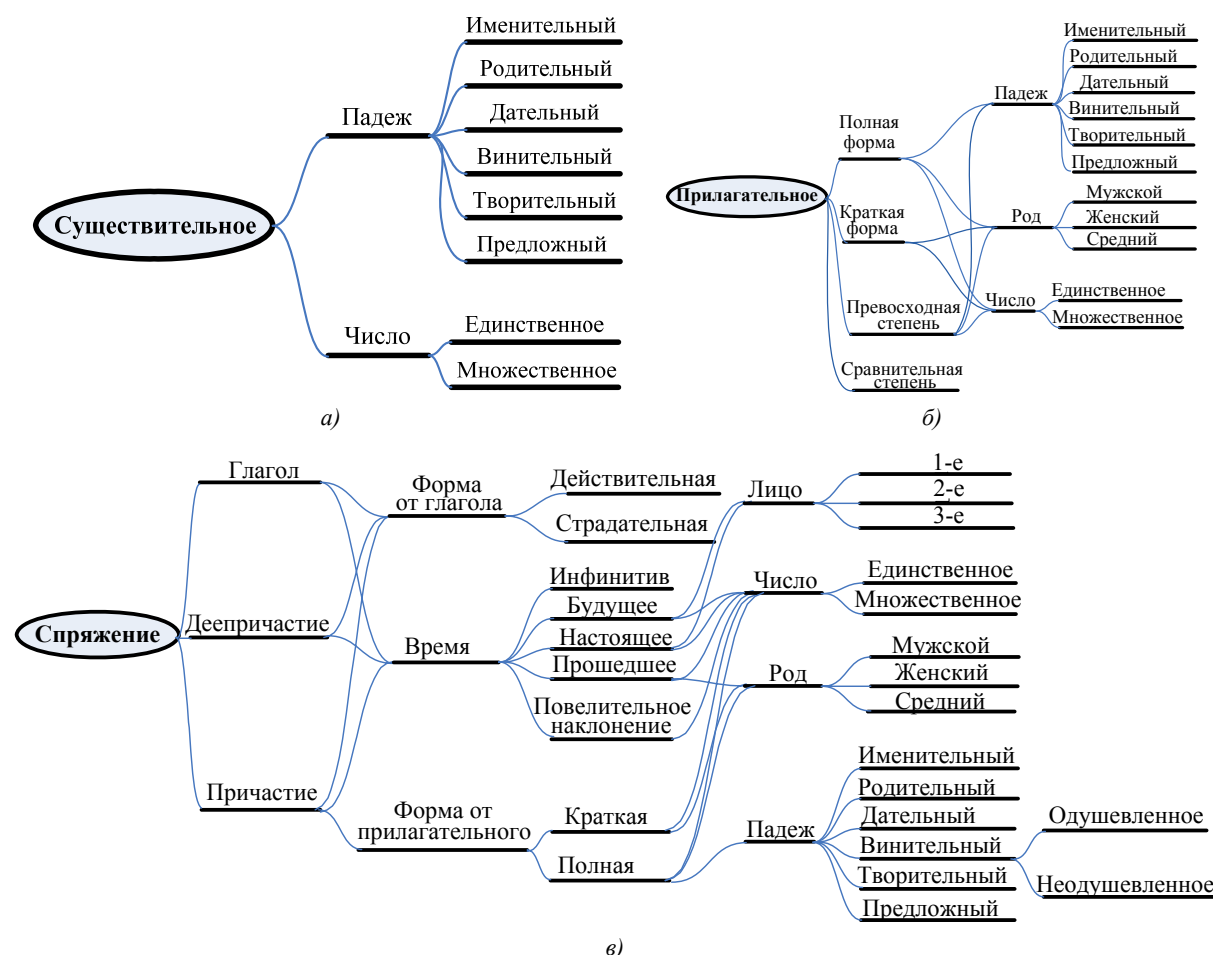 Существительное
Падеж
Именительный
Родительный
Дательный
Винительный
Творительный
Предложный
Число
Единственное
Множественное
а)
Прилагательное
Полная
форма
Краткая
форма
Превосходная
степень
Сравнительная
степень
Падеж
Именительный
Родительный
Дательный
Винительный
Творительный
Предложный
Род
Мужской
Женский
Средний
Число
Единственное
Множественное
б)
Спряжение
Глагол
Деепричастие
Причастие
Форма
от глагола
Действительная
Страдательная
Время
Инфинитив
Будущее
Настоящее
Прошедшее
Повелительное
наклонение
Форма от
прилагательного
Краткая
Полная
Лицо
1-е
2-е
3-е
Число
Единственное
Множественное
Род
Мужской
Женский
Средний
Падеж
Именительный
Родительный
Дательный
Винительный
Творительный
Предложный
Одушевленное
Неодушевленное
в)